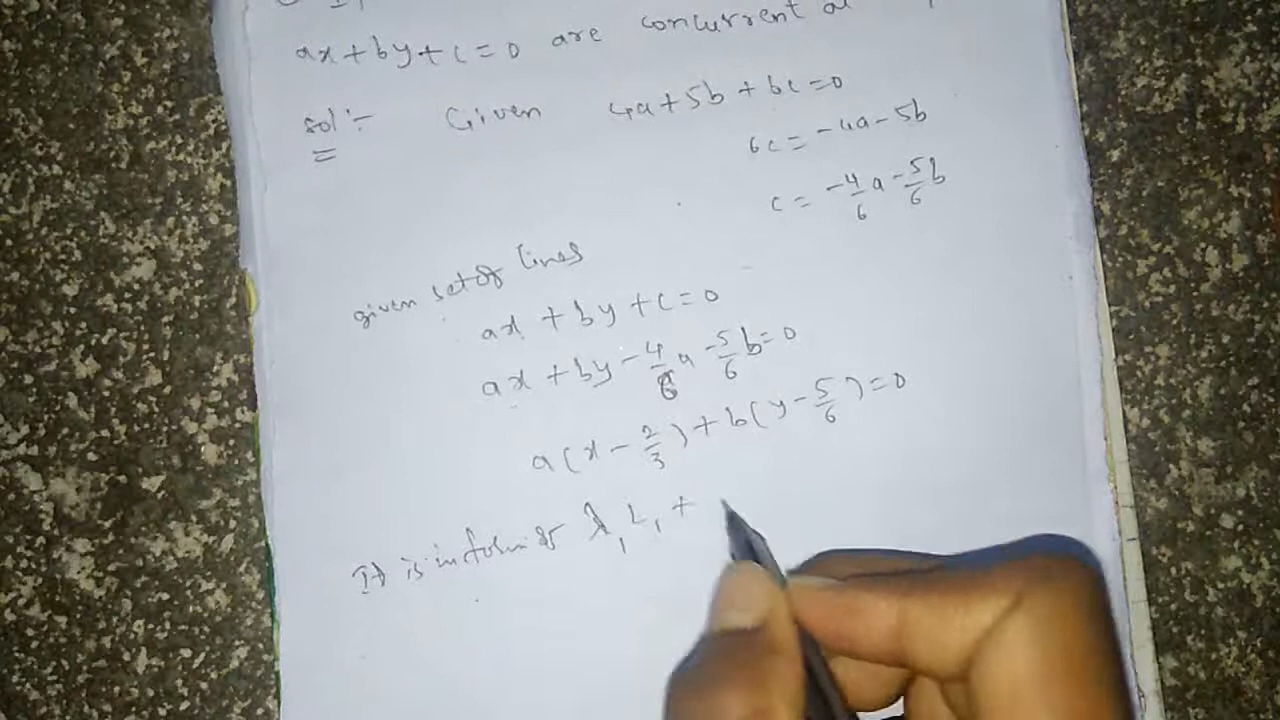 ax + by + c = 0 are concurrent at
Sol :- Given 4a + 5b + 6c = 0
6c = -4a - 5b
c = -4/6 a - 5/6 b
given set of lines
ax + by + c = 0
ax + by - 4/6 a - 5/6 b = 0
a(x - 2/3) + b(y - 5/6) = 0
It is in form of λ₁L₁ +